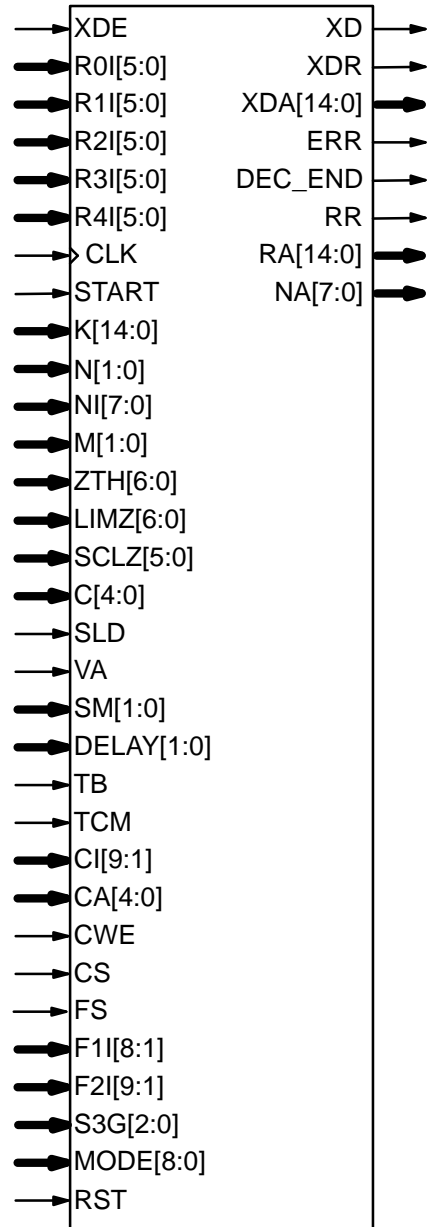 XDE XD
R0I[5:0] XDR
R1I[5:0] XDA[14:0]
R2I[5:0] ERR
R3I[5:0] DEC_END
R4I[5:0] RR
CLK RA[14:0]
START NA[7:0]
K[14:0]
N[1:0]
NI[7:0]
M[1:0]
ZTH[6:0]
LIMZ[6:0]
SCLZ[5:0]
C[4:0]
SLD
VA
SM[1:0]
DELAY[1:0]
TB
TCM
CI[9:1]
CA[4:0]
CWE
CS
FS
F1I[8:1]
F2I[9:1]
S3G[2:0]
MODE[8:0]
RST